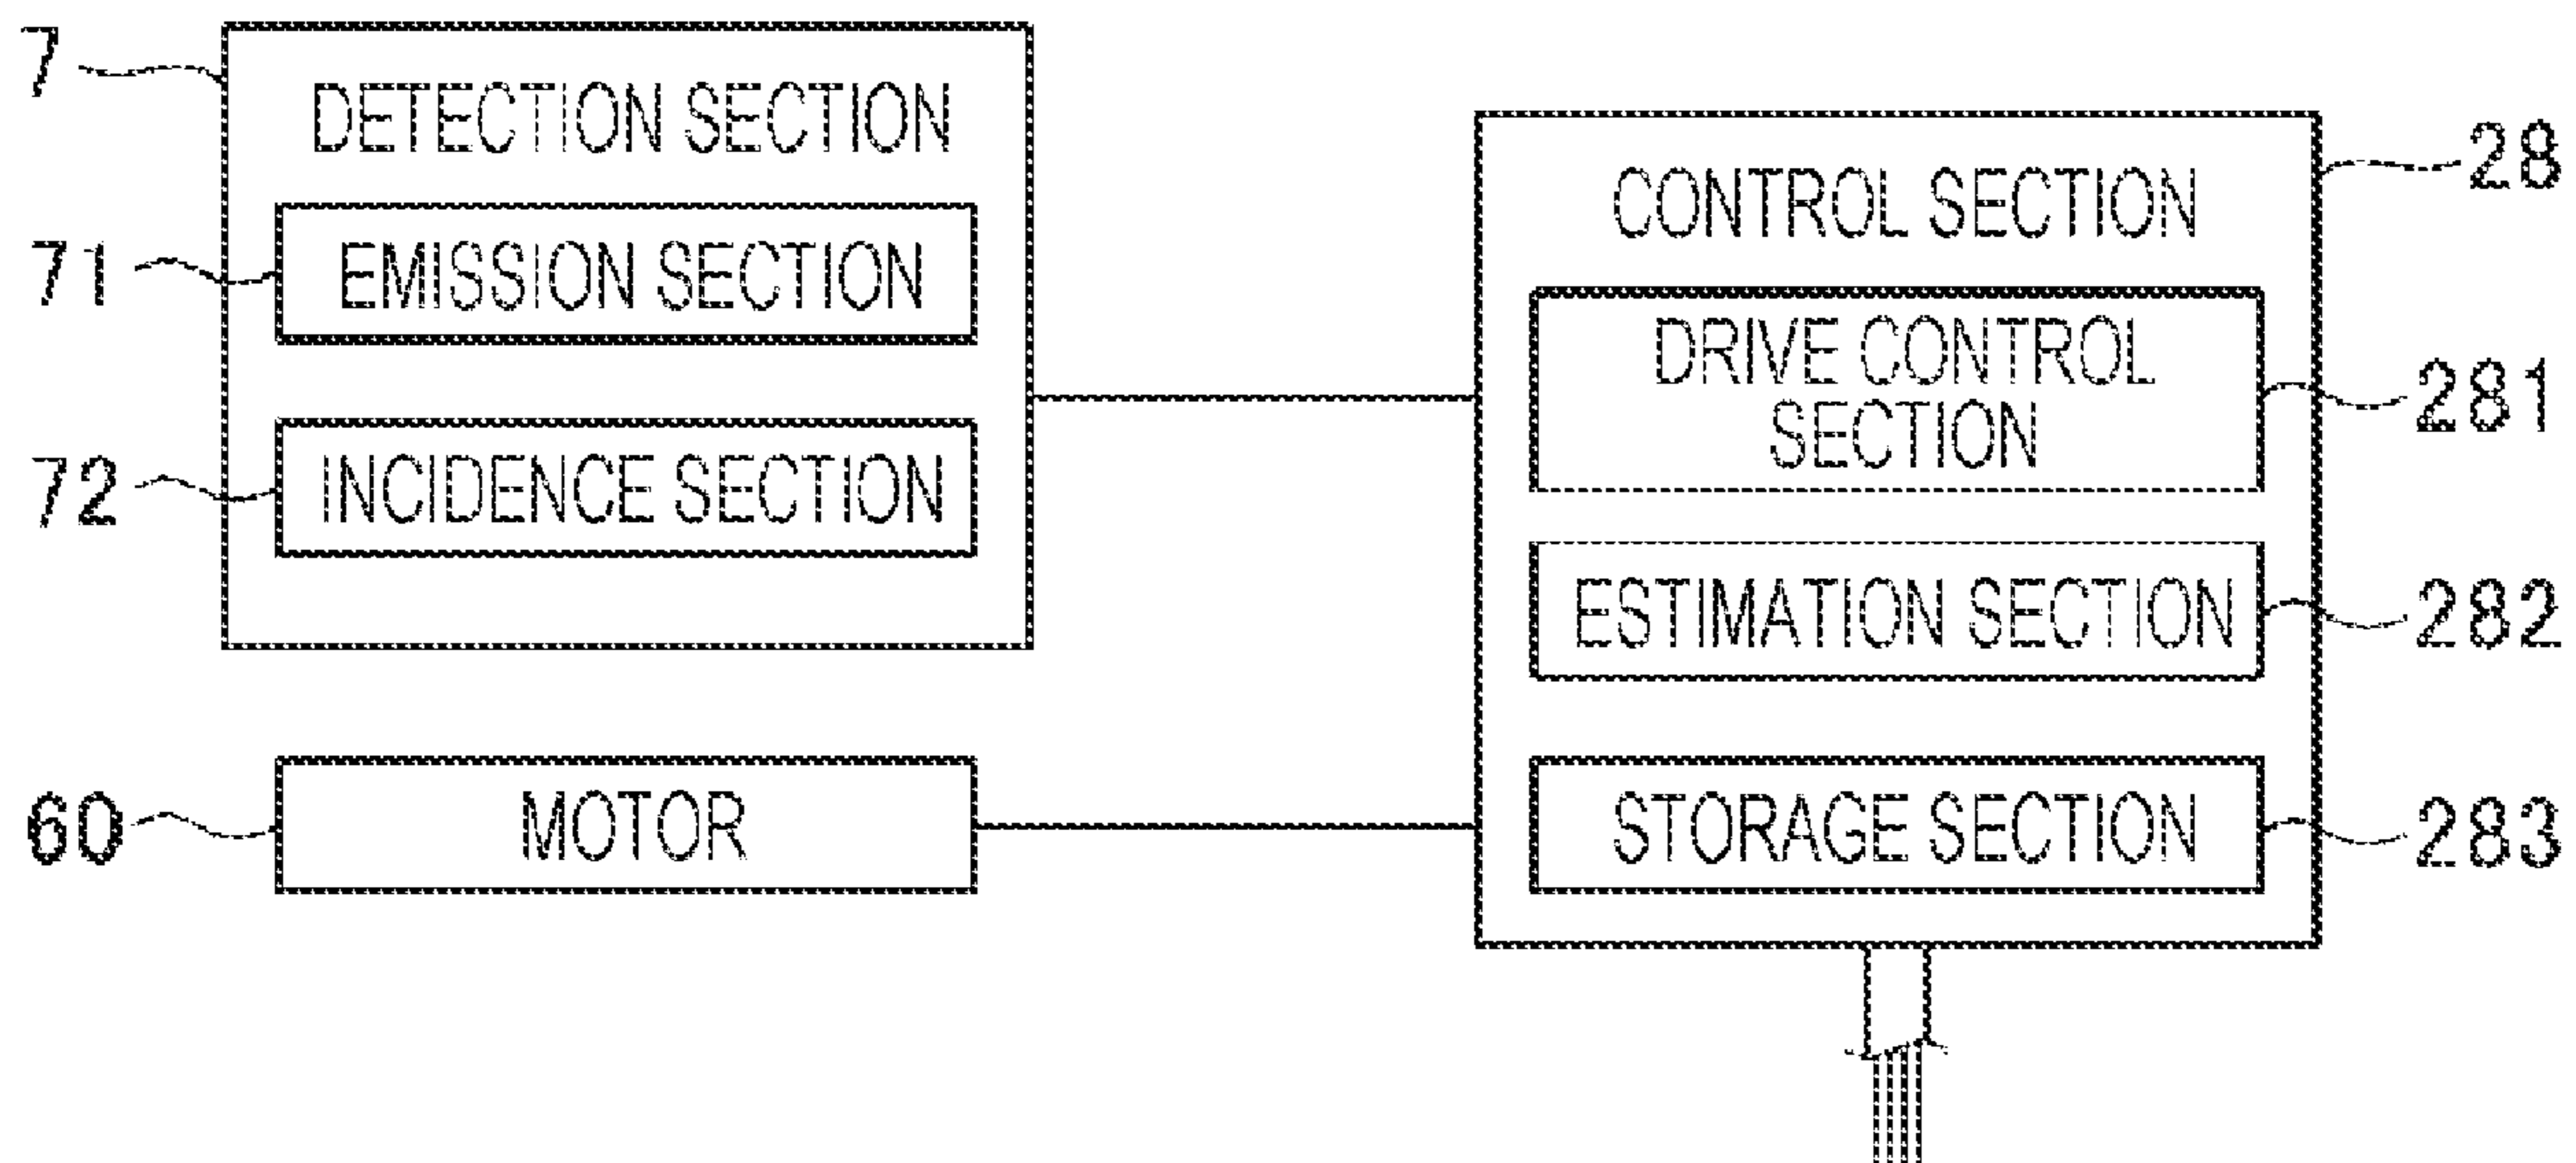 7
DETECTION SECTION
71
EMISSION SECTION
72
INCIDENCE SECTION
60
MOTOR
CONTROL SECTION
28
DRIVE CONTROL
SECTION
281
ESTIMATION SECTION
282
STORAGE SECTION
283